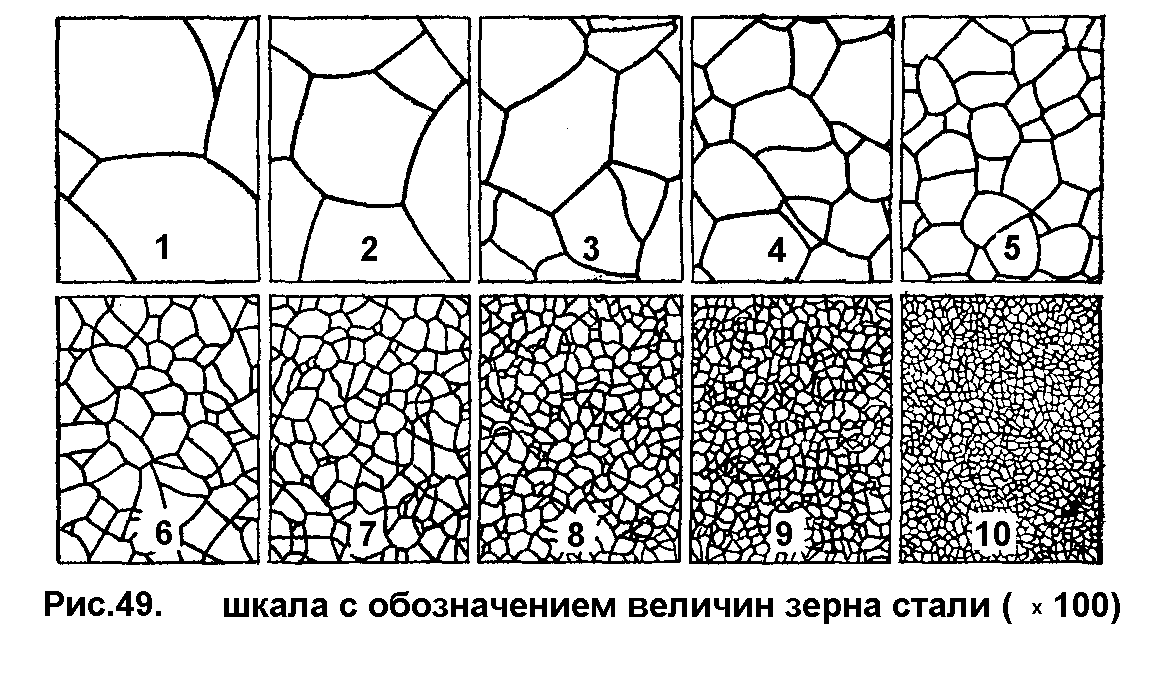 1 2 3 4 5
6 7 8 9 10
Рис.49. шкала с обозначением величин зерна стали ( х 100)